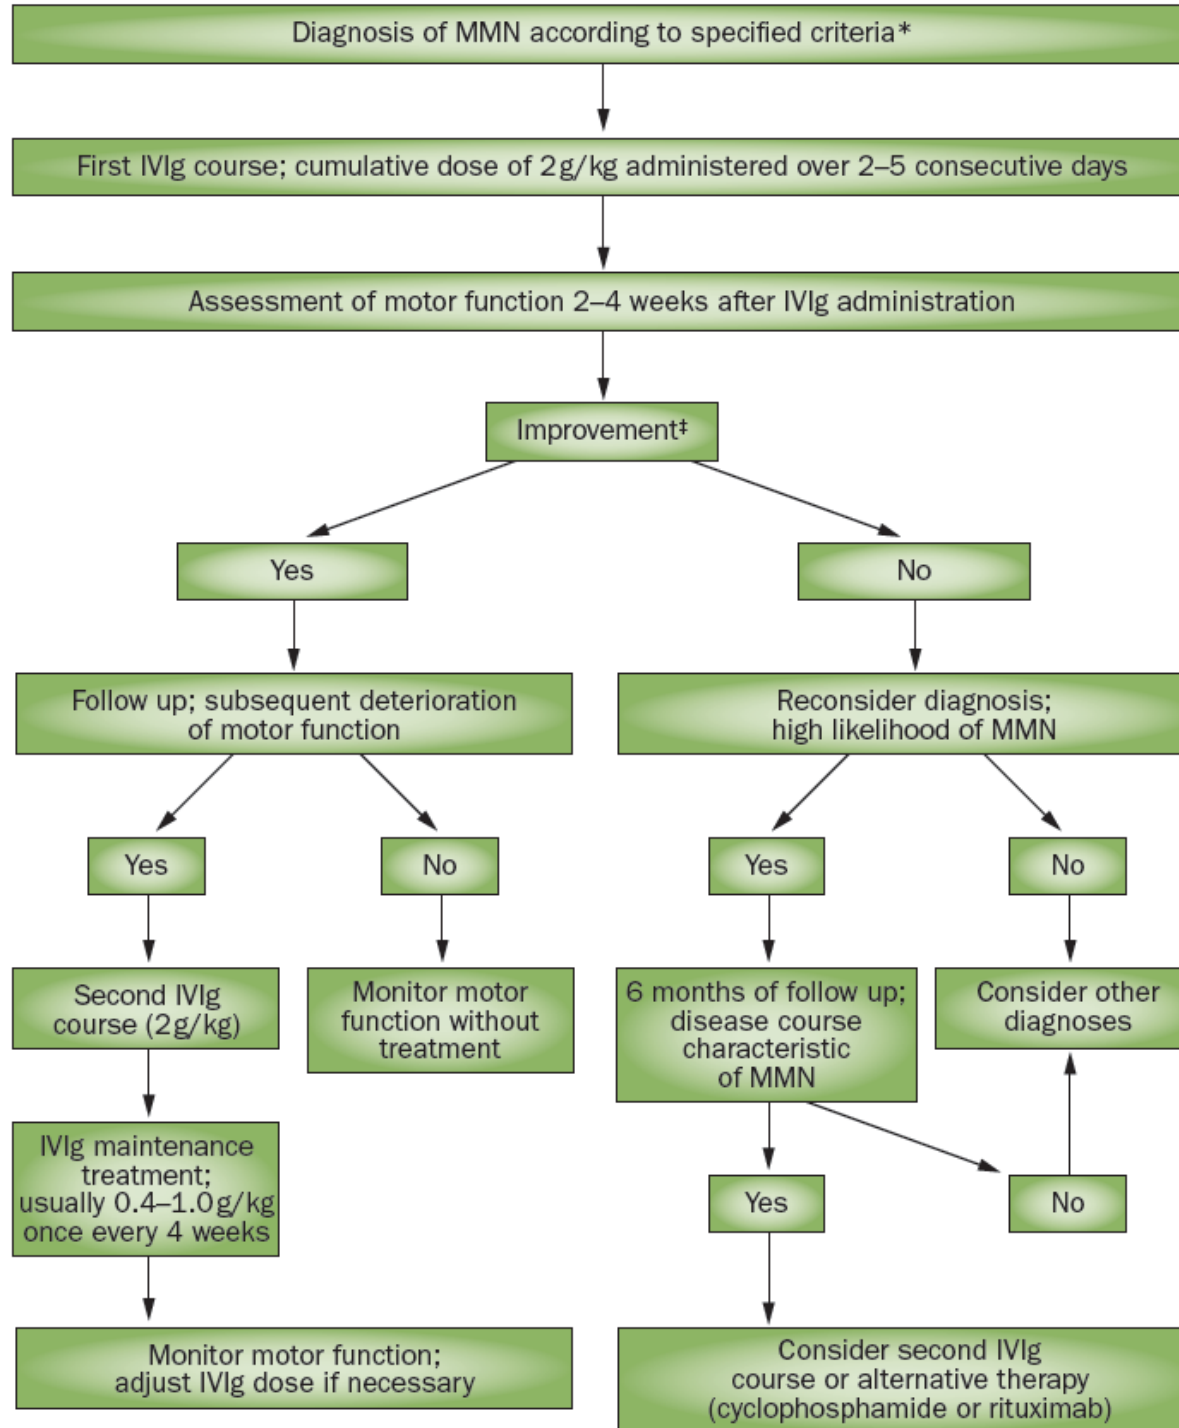 Diagnosis of MMN according to specified criteria*
First IVIg course; cumulative dose of 2g/kg administered over 2–5 consecutive days
Assessment of motor function 2–4 weeks after IVIg administration
Improvement‡
Yes
No
Follow up; subsequent deterioration
of motor function
Reconsider diagnosis;
high likelihood of MMN
Yes
No
Yes
No
Second IVIg
course (2g/kg)
Monitor motor
function without
treatment
6 months of follow up;
disease course
characteristic
of MMN
Consider other
diagnoses
IVIg maintenance
treatment;
usually 0.4–1.0g/kg
once every 4 weeks
Yes
No
Monitor motor function;
adjust IVIg dose if necessary
Consider second IVIg
course or alternative therapy
(cyclophosphamide or rituximab)